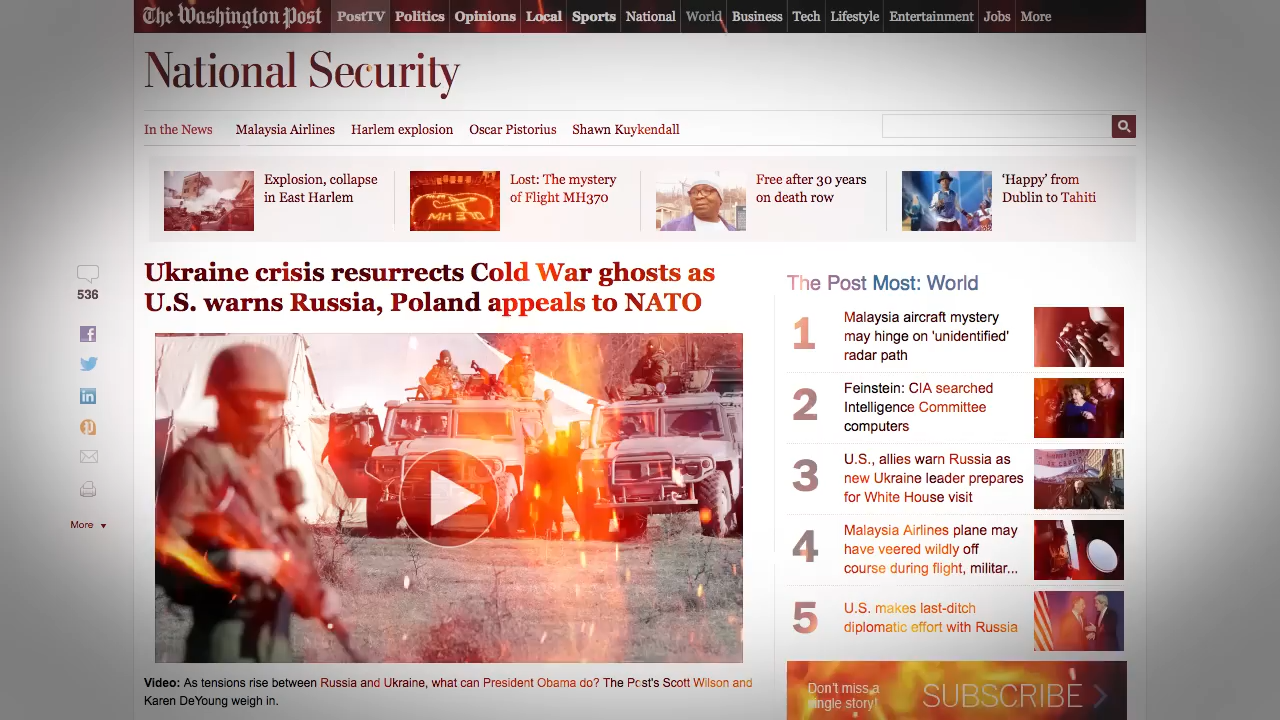 The Washington Post PostTV Politics Opinions Local Sports National World Business Tech Lifestyle Entertainment Jobs More
National Security
In the News Malaysia Airlines Harlem explosion Oscar Pistorius Shawn Kuykendall
Explosion, collapse
in East Harlem
MH 370
Lost: The mystery
of Flight MH370
Free after 30 years
on death row
‘Happy’ from
Dublin to Tahiti
536
More
Ukraine crisis resurrects Cold War ghosts as
U.S. warns Russia, Poland appeals to NATO
Video: As tensions rise between Russia and Ukraine, what can President Obama do? The Post's Scott Wilson and
Karen DeYoung weigh in.
The Post Most: World
1
Malaysia aircraft mystery
may hinge on 'unidentified'
radar path
2
Feinstein: CIA searched
Intelligence Committee
computers
3
U.S., allies warn Russia as
new Ukraine leader prepares
for White House visit
4
Malaysia Airlines plane may
have veered wildly off
course during flight, militar...
5
U.S. makes last-ditch
diplomatic effort with Russia
Don't miss a
single story!
SUBSCRIBE